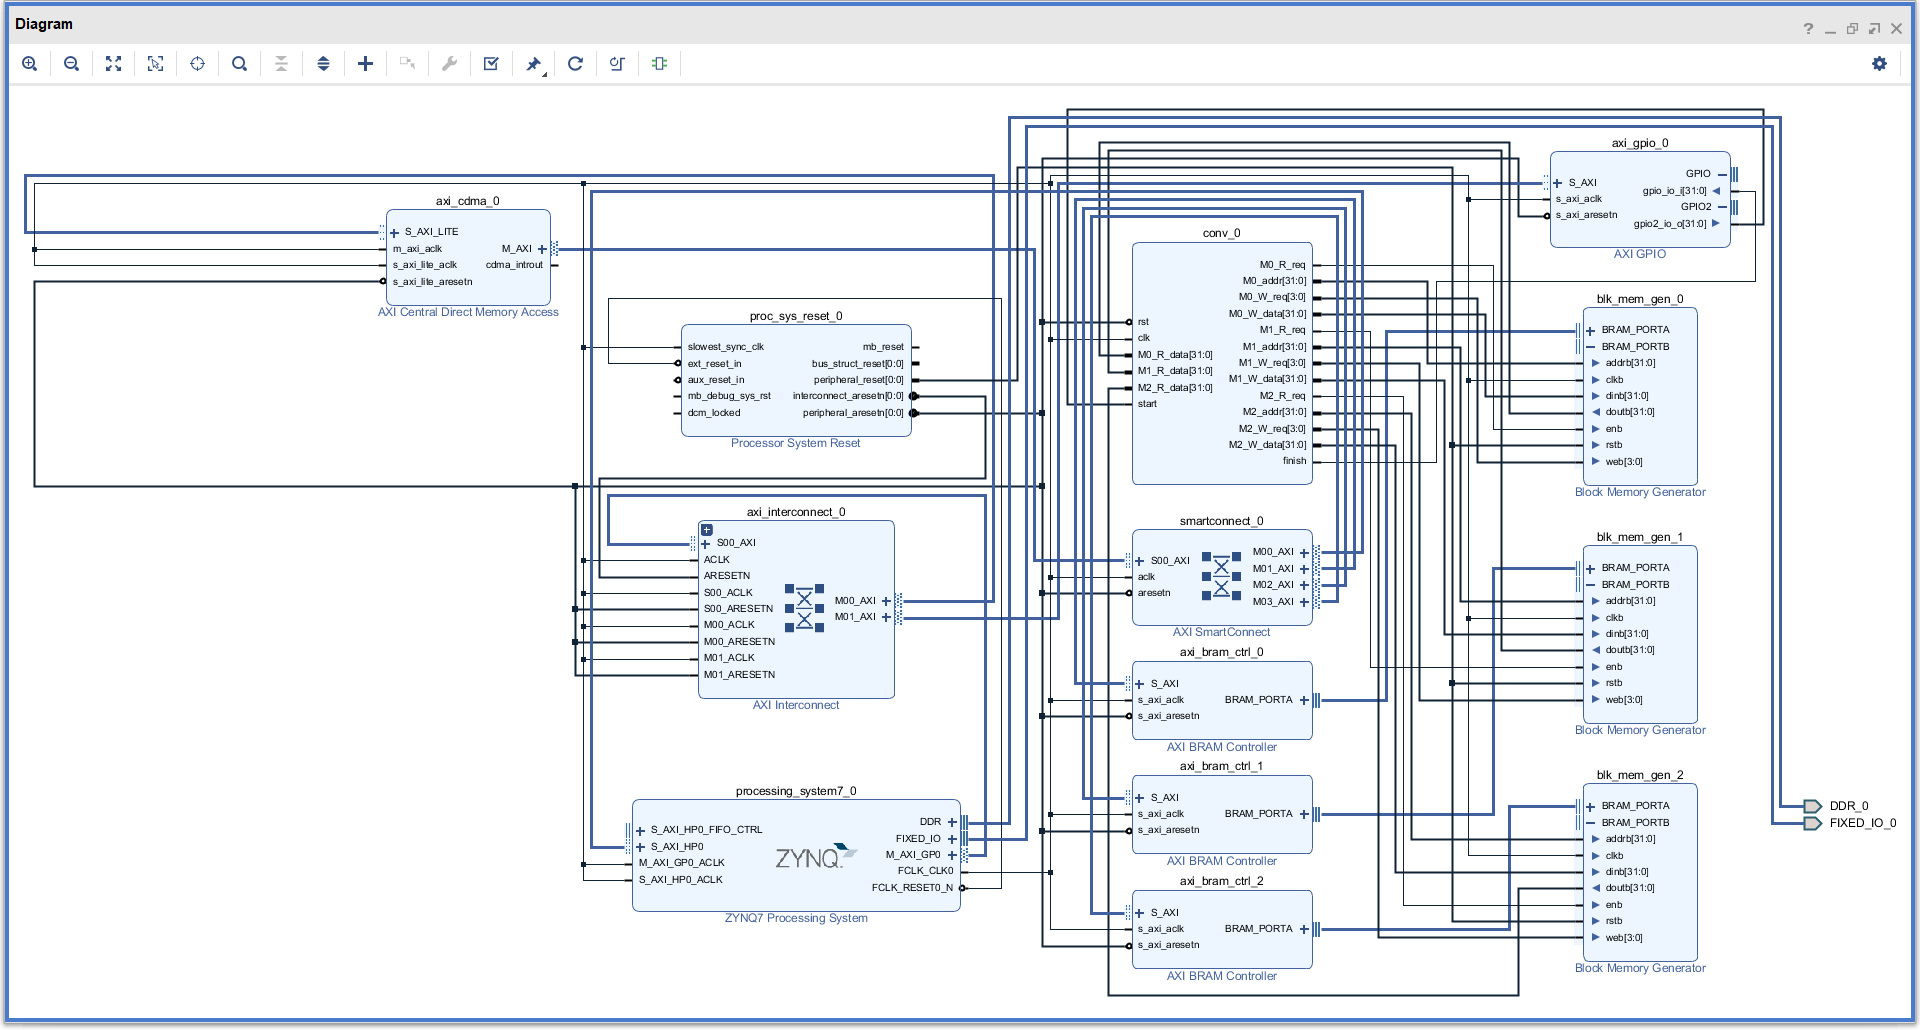 Diagram
axi_cdma_0
S_AXI_LITE
m_axi_aclk
s_axi_lite_aclk
s_axi_lite_aresetn
M_AXI
cdma_introut
AXI Central Direct Memory Access
proc_sys_reset_0
slowest_sync_clk
ext_reset_in
aux_reset_in
mb_debug_sys_rst
dcm_locked
mb_reset
bus_struct_reset[0:0]
peripheral_reset[0:0]
interconnect_aresetn[0:0]
peripheral_aresetn[0:0]
Processor System Reset
axi_interconnect_0
S00_AXI
ACLK
ARESETN
S00_ACLK
S00_ARESETN
M00_ACLK
M00_ARESETN
M01_ACLK
M01_ARESETN
M00_AXI
M01_AXI
AXI Interconnect
processing_system7_0
S_AXI_HP0_FIFO_CTRL
S_AXI_HP0
M_AXI_GP0_ACLK
S_AXI_HP0_ACLK
ZYNQ
DDR
FIXED_IO
M_AXI_GP0
FCLK_CLK0
FCLK_RESET0_N
ZYNQ7 Processing System
conv_0
rst
clk
M0_R_data[31:0]
M1_R_data[31:0]
M2_R_data[31:0]
start
M0_R_req
M0_addr[31:0]
M0_W_req[3:0]
M0_W_data[31:0]
M1_R_req
M1_addr[31:0]
M1_W_req[3:0]
M1_W_data[31:0]
M2_R_req
M2_addr[31:0]
M2_W_req[3:0]
M2_W_data[31:0]
finish
smartconnect_0
S00_AXI
aclk
aresetn
M00_AXI
M01_AXI
M02_AXI
M03_AXI
AXI SmartConnect
axi_bram_ctrl_0
S_AXI
s_axi_aclk
s_axi_aresetn
BRAM_PORTA
AXI BRAM Controller
axi_bram_ctrl_1
S_AXI
s_axi_aclk
s_axi_aresetn
BRAM_PORTA
AXI BRAM Controller
axi_bram_ctrl_2
S_AXI
s_axi_aclk
s_axi_aresetn
BRAM_PORTA
AXI BRAM Controller
axi_gpio_0
S_AXI
s_axi_aclk
s_axi_aresetn
GPIO
gpio_io_i[31:0]
GPIO2
gpio2_io_o[31:0]
AXI GPIO
blk_mem_gen_0
BRAM_PORTA
BRAM_PORTB
addrb[31:0]
clkb
dinb[31:0]
doutb[31:0]
enb
rstb
web[3:0]
Block Memory Generator
blk_mem_gen_1
BRAM_PORTA
BRAM_PORTB
addrb[31:0]
clkb
dinb[31:0]
doutb[31:0]
enb
rstb
web[3:0]
Block Memory Generator
blk_mem_gen_2
BRAM_PORTA
BRAM_PORTB
addrb[31:0]
clkb
dinb[31:0]
doutb[31:0]
enb
rstb
web[3:0]
Block Memory Generator
DDR_0
FIXED_IO_0